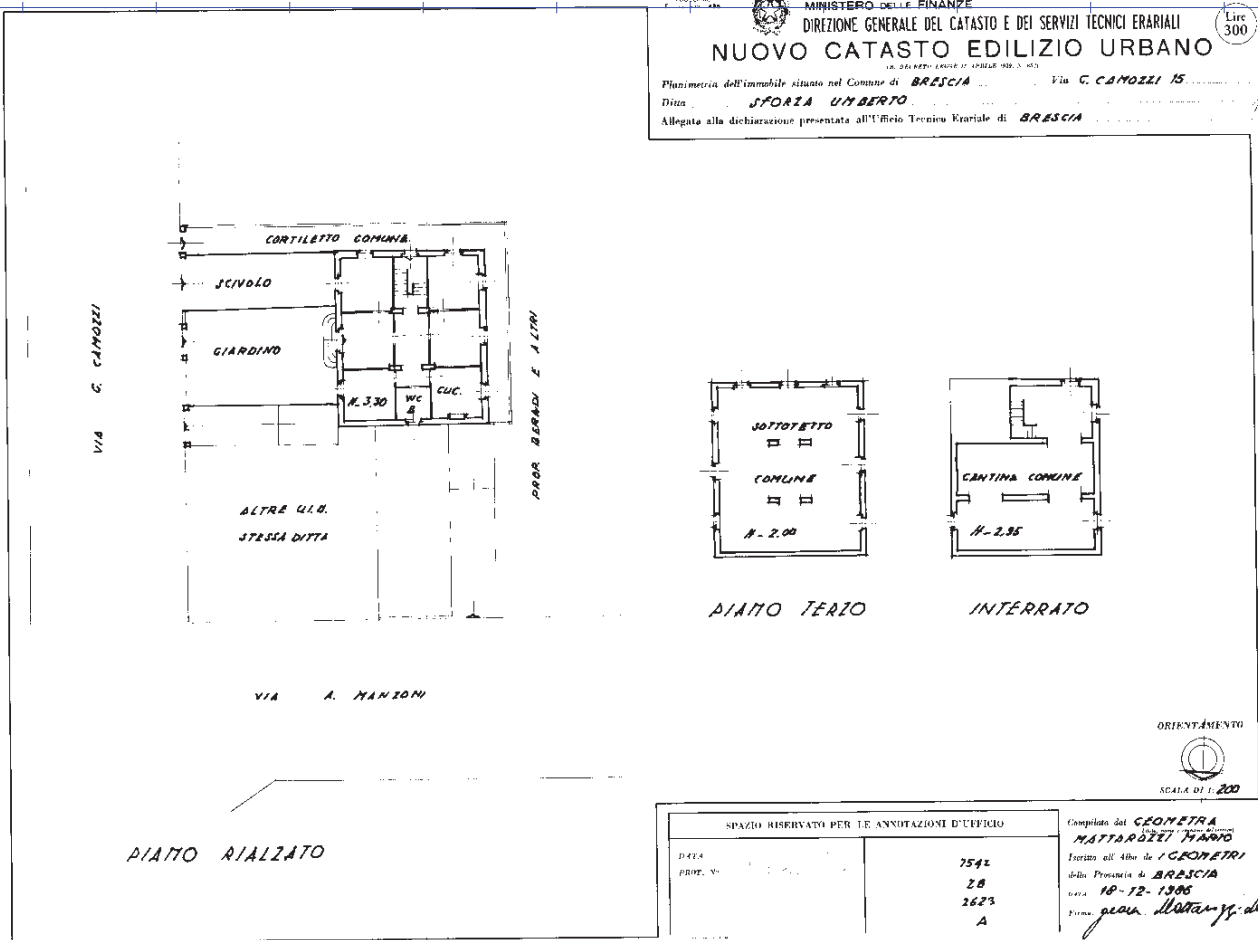 MINISTERO DELLE FINANZE
DIREZIONE GENERALE DEL CATASTO E DEI SERVIZI TECNICI ERARIALI
Lire
300
NUOVO CATASTO EDILIZIO URBANO
Planimetria dell'immobile situato nel Comune di BRESCIA Via G. CAMOZZI 15
Ditta SFORZA UMBERTO
Allegata alla dichiarazione presentata all'Ufficio Tecnico Erariale di BRESCIA
CORTILETTO COMUNE
SCIVOLO
GIARDINO
H_3,30
WC
B
CUC.
VIA G. CAMOZZI
PROP. BERADI E ALTRI
ALTRE U.I.U.
STESSA DITTA
VIA A. MANZONI
PIANO RIALZATO
SOTTOTETTO
COMUNE
H-2.00
PIANO TERZO
CANTINA COMUNE
H-2,95
INTERRATO
ORIENTAMENTO
SCALA DI 1: 200
SPAZIO RISERVATO PER LE ANNOTAZIONI D'UFFICIO
DATA
PROT. N°
7542
28
2623
A
Compilata dal GEOMETRA
MATTAROZZI MARIO
Iscritto all'Albo de I GEOMETRI
della Provincia di BRESCIA
DATA 18-12-1986
Firma: